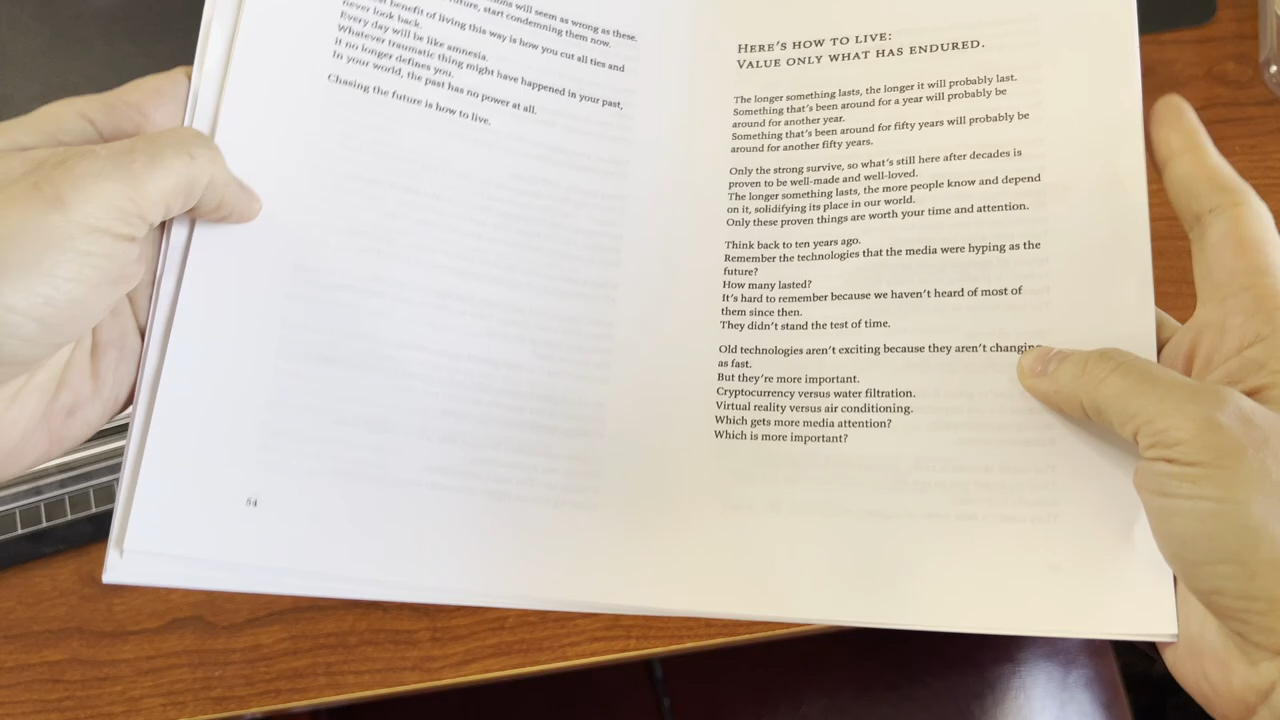 will seem as wrong as these.
start condemning them now.
benefit of living this way is how you cut all ties and
never look back.
Every day will be like amnesia.
Whatever traumatic thing might have happened in your past,
it no longer defines you.
In your world, the past has no power at all.
Chasing the future is how to live.
54
HERE'S HOW TO LIVE:
VALUE ONLY WHAT HAS ENDURED.
The longer something lasts, the longer it will probably last.
Something that's been around for a year will probably be
around for another year.
Something that's been around for fifty years will probably be
around for another fifty years.
Only the strong survive, so what's still here after decades is
proven to be well-made and well-loved.
The longer something lasts, the more people know and depend
on it, solidifying its place in our world.
Only these proven things are worth your time and attention.
Think back to ten years ago.
Remember the technologies that the media were hyping as the
future?
How many lasted?
It's hard to remember because we haven't heard of most of
them since then.
They didn't stand the test of time.
Old technologies aren't exciting because they aren't changing
as fast.
But they're more important.
Cryptocurrency versus water filtration.
Virtual reality versus air conditioning.
Which gets more media attention?
Which is more important?